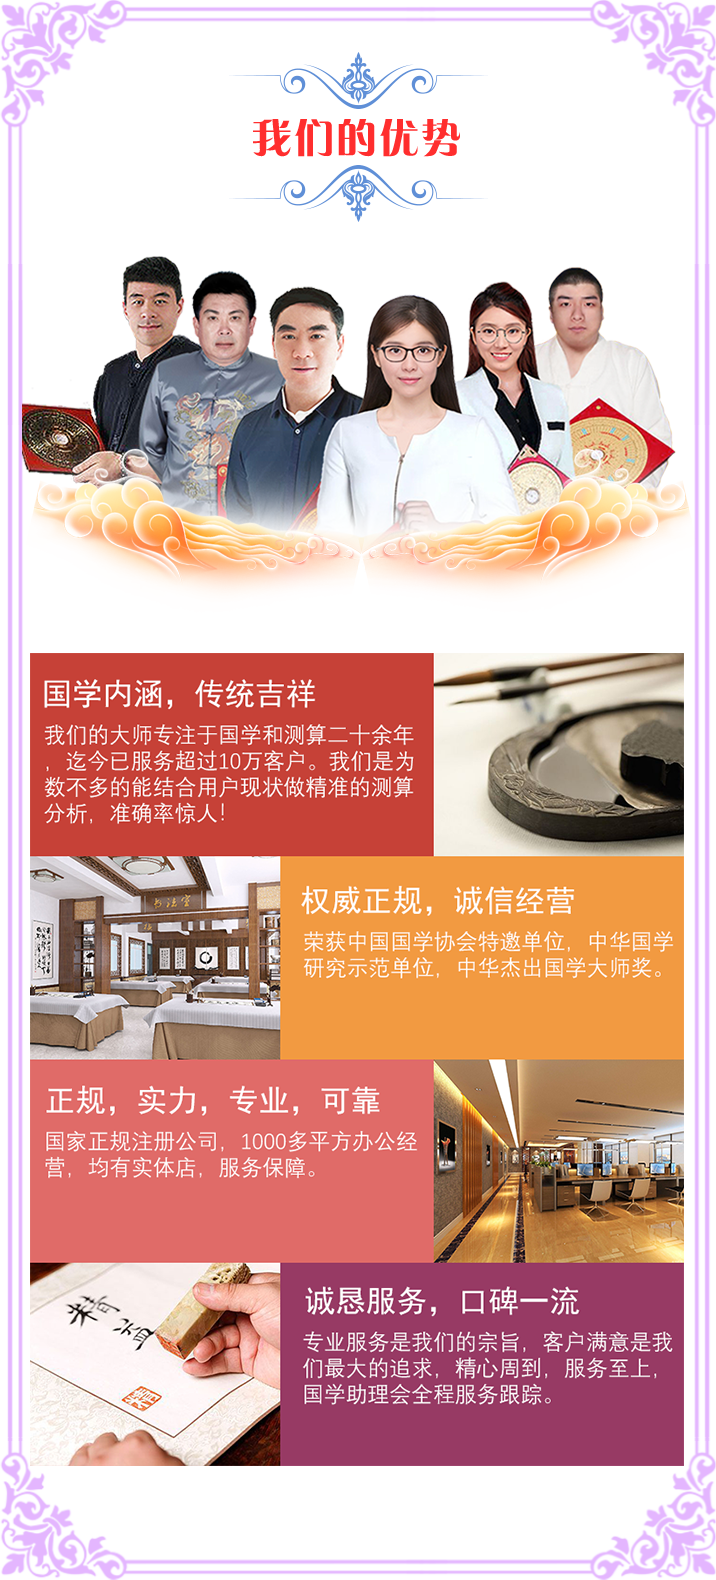 我们的优势
国学内涵，传统吉祥
我们的大师专注于国学和测算二十余年
，迄今已服务超过10万客户。我们是为
数不多的能结合用户现状做精准的测算
分析，准确率惊人！
书法室
权威正规，诚信经营
荣获中国国学协会特邀单位，中华国学
研究示范单位，中华杰出国学大师奖。
正规，实力，专业，可靠
国家正规注册公司，1000多平方办公经
营，均有实体店，服务保障。
诚恳服务，口碑一流
专业服务是我们的宗旨，客户满意是我
们最大的追求，精心周到，服务至上，
国学助理会全程服务跟踪。